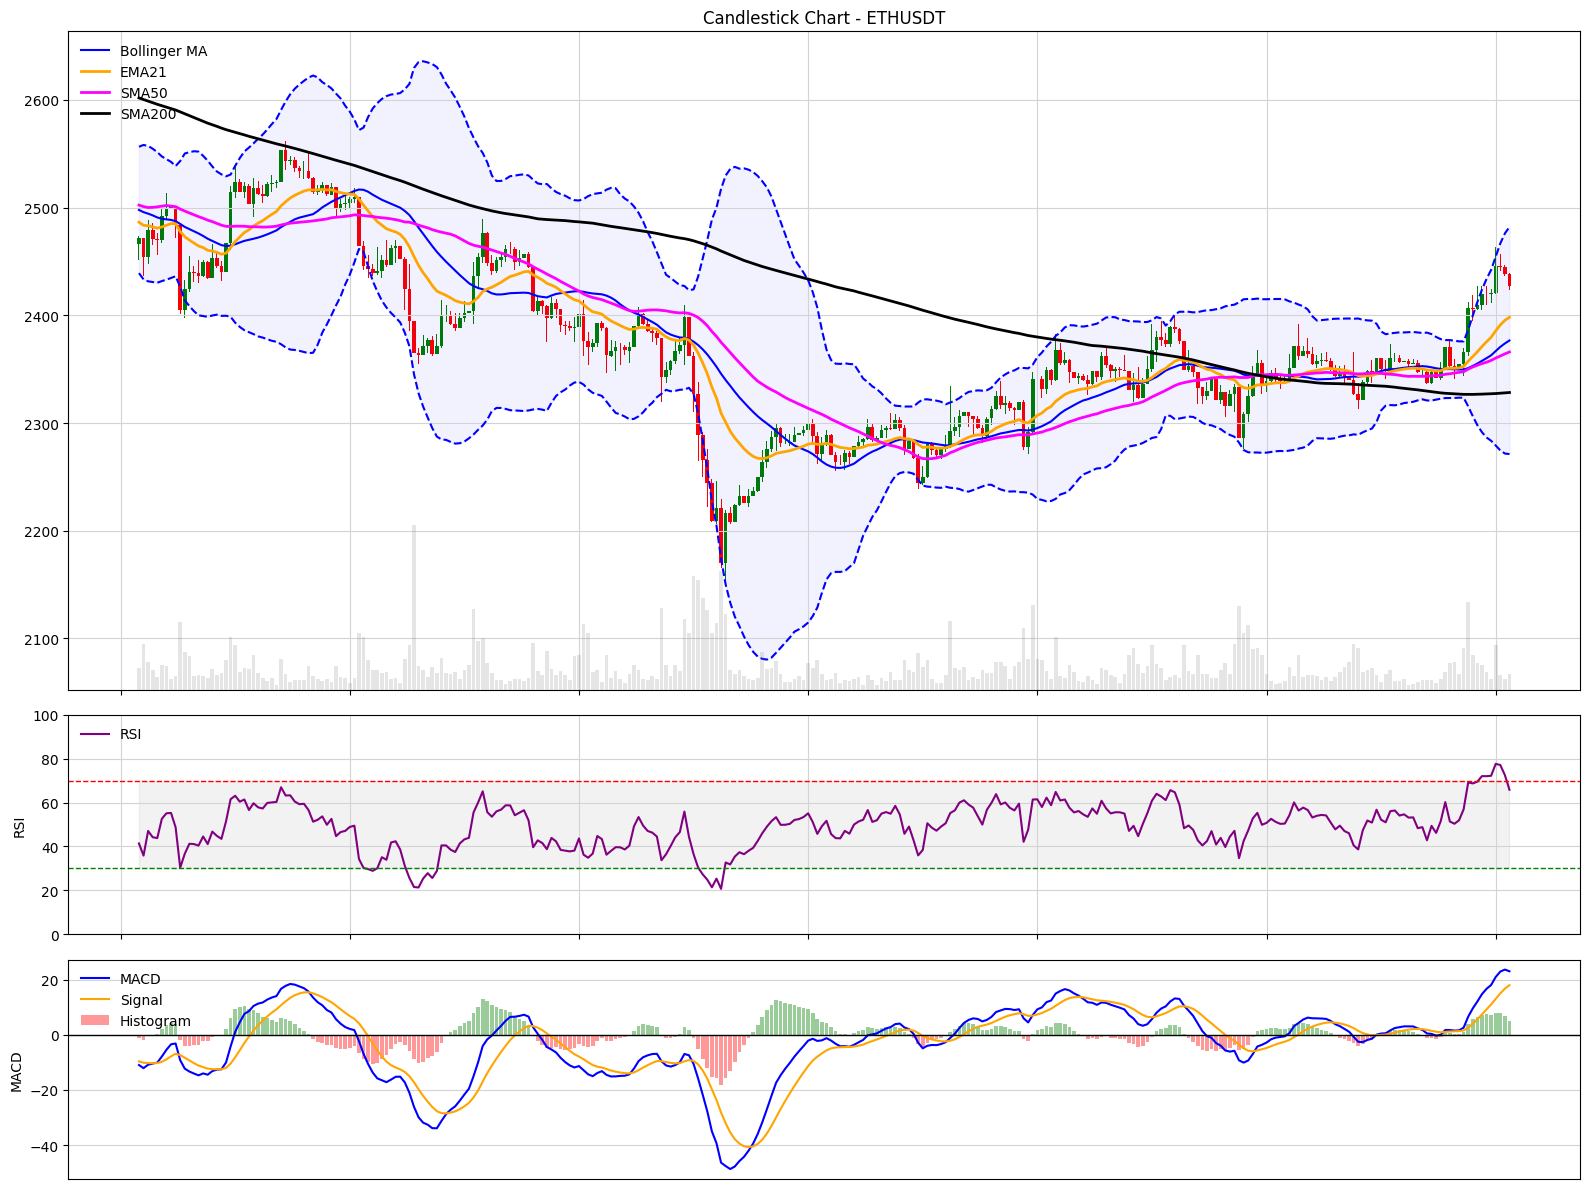 Candlestick Chart - ETHUSDT
Bollinger MA
EMA21
SMA50
SMA200
2600
2500
2400
2300
2200
2100
RSI
100
80
60
40
20
0
RSI
MACD
Signal
Histogram
20
0
−20
−40
MACD